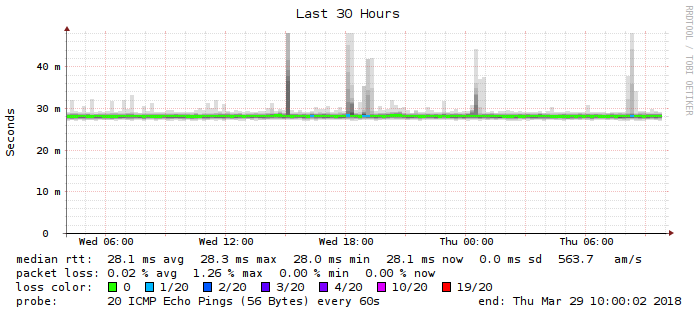 Last 30 Hours
RRDTOOL / TOBI OETIKER
Seconds
40 m
30 m
20 m
10 m
0
Wed 06:00 Wed 12:00 Wed 18:00 Thu 00:00 Thu 06:00
median rtt: 28.1 ms avg 28.3 ms max 28.0 ms min 28.1 ms now 0.0 ms sd 563.7 am/s
packet loss: 0.02 % avg 1.26 % max 0.00 % min 0.00 % now
loss color: 0 1/20 2/20 3/20 4/20 10/20 19/20
probe: 20 ICMP Echo Pings (56 Bytes) every 60s end: Thu Mar 29 10:00:02 2018